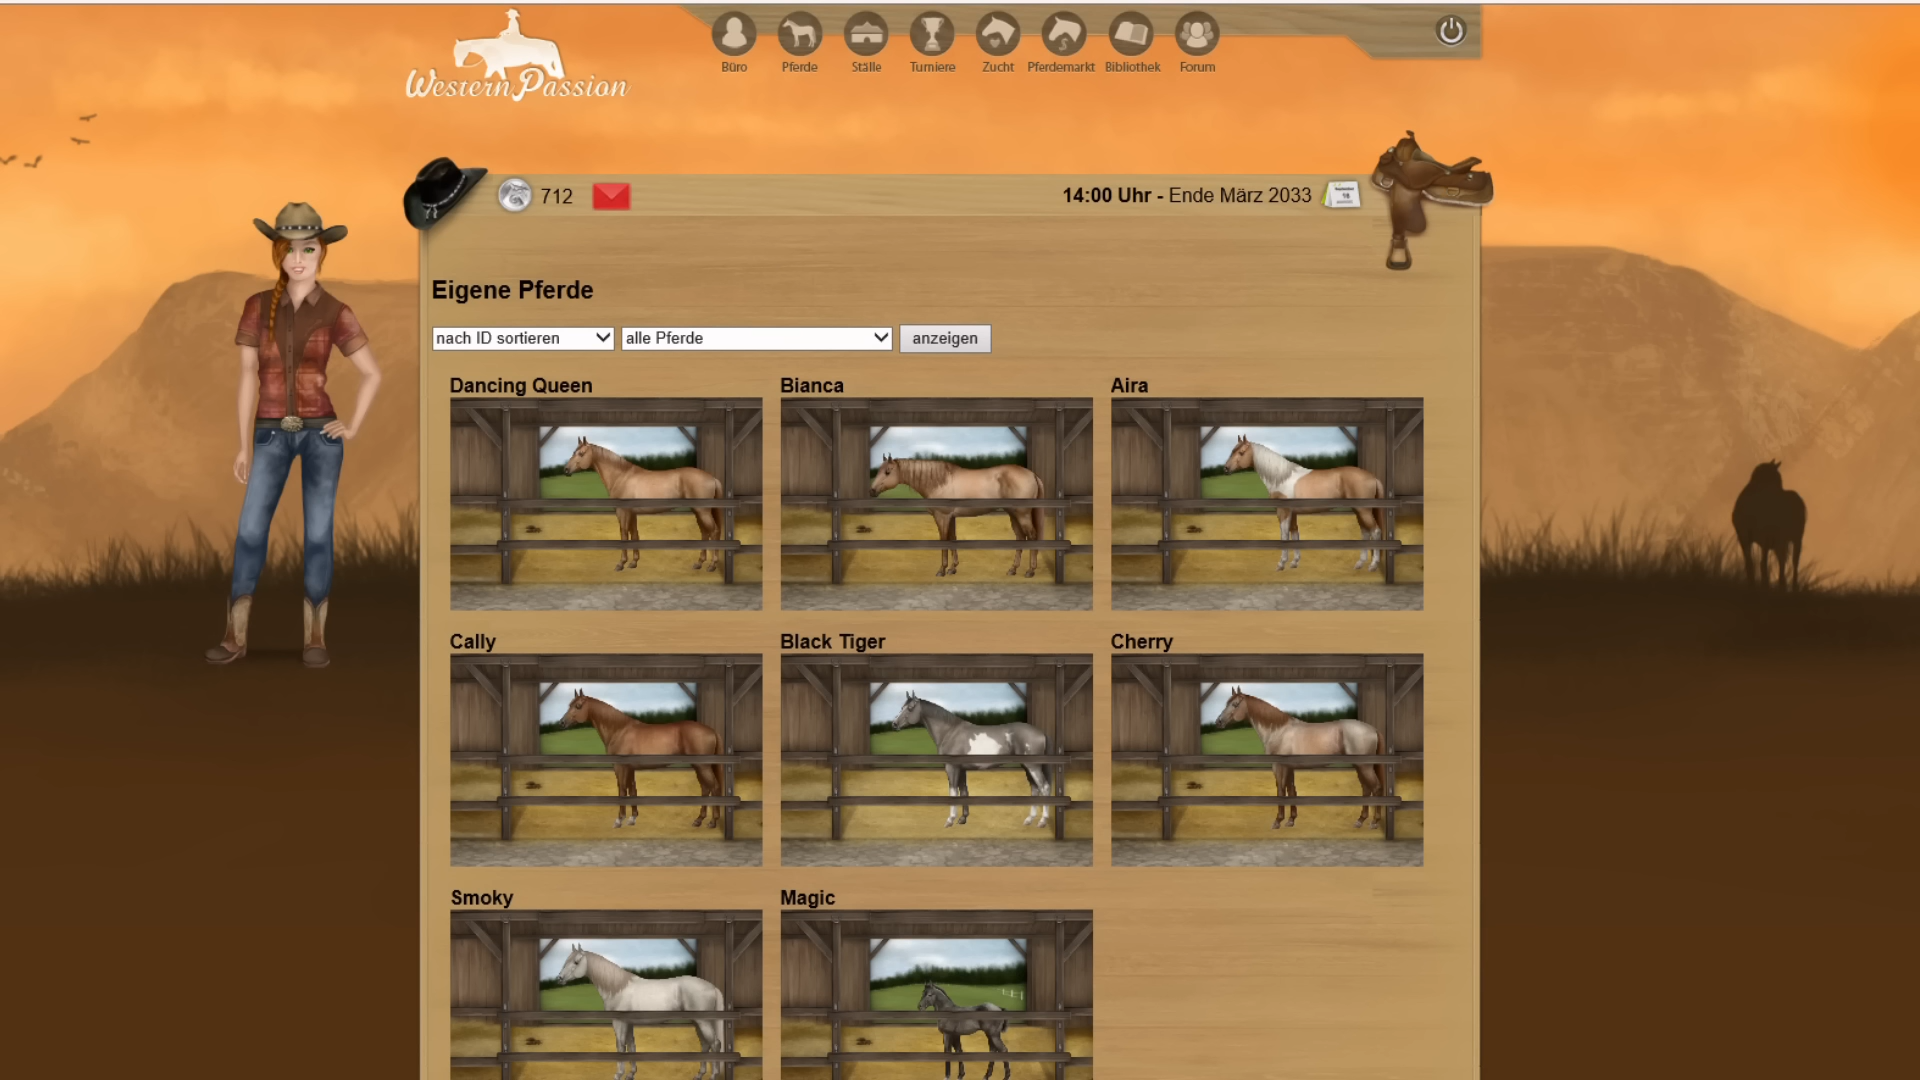 Western Passion
Büro Pferde Ställe Turniere Zucht Pferdemarkt Bibliothek Forum
712
14:00 Uhr - Ende März 2033
Eigene Pferde
nach ID sortieren alle Pferde anzeigen
Dancing Queen Bianca Aira
Cally Black Tiger Cherry
Smoky Magic